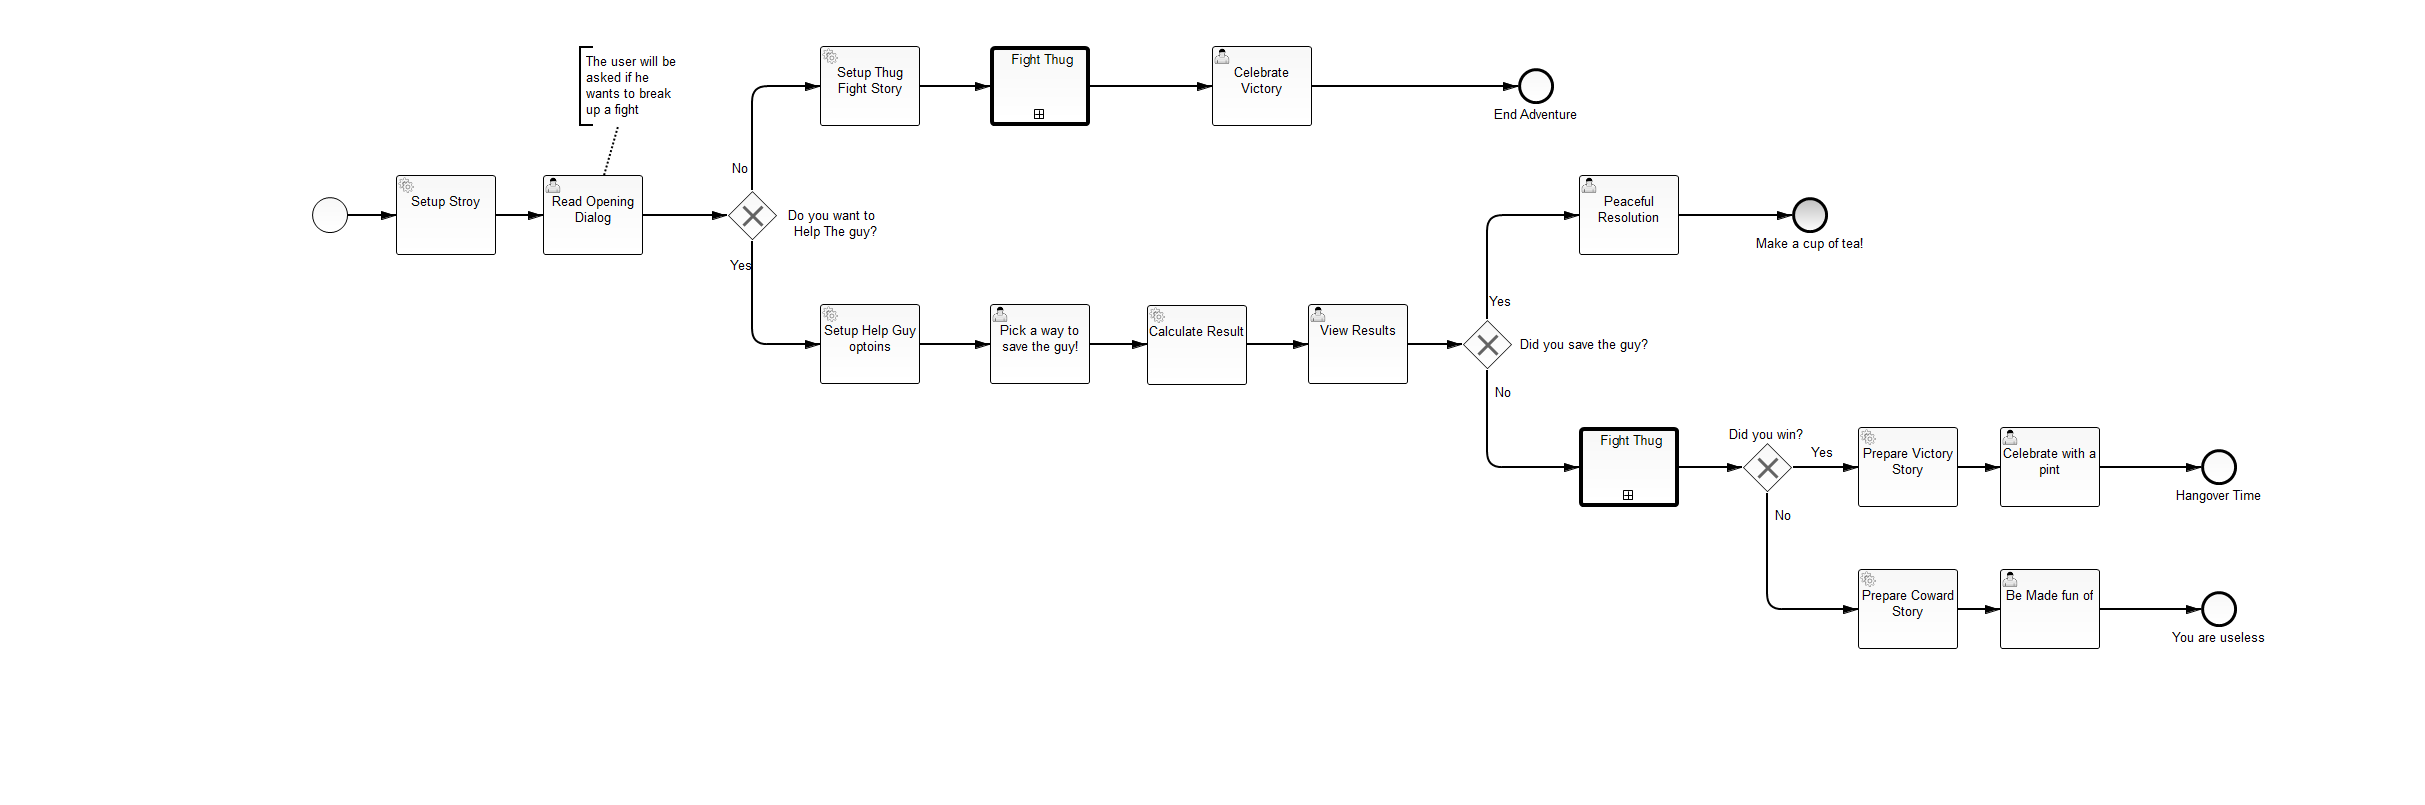 The user will be
asked if he
wants to break
up a fight
Setup Thug
Fight Story
Fight Thug
Celebrate
Victory
End Adventure
No
Setup Stroy
Read Opening
Dialog
Do you want to
Help The guy?
Yes
Peaceful
Resolution
Make a cup of tea!
Setup Help Guy
optoins
Pick a way to
save the guy!
Calculate Result
View Results
Yes
Did you save the guy?
No
Fight Thug
Did you win?
Yes
Prepare Victory
Story
Celebrate with a
pint
Hangover Time
No
Prepare Coward
Story
Be Made fun of
You are useless